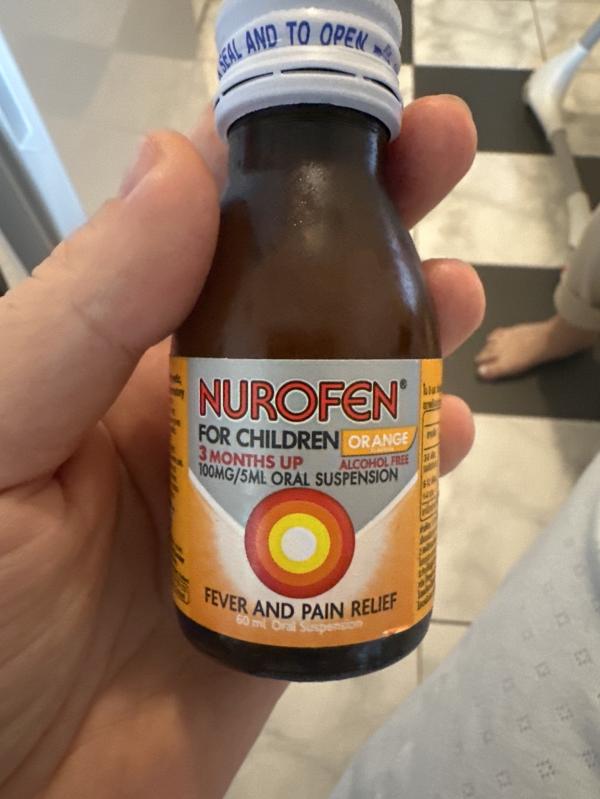 SEAL AND TO OPEN
NUROFEN®
FOR CHILDREN ORANGE
3 MONTHS UP ALCOHOL FREE
100MG/5ML ORAL SUSPENSION
FEVER AND PAIN RELIEF
60 ml Oral Suspension